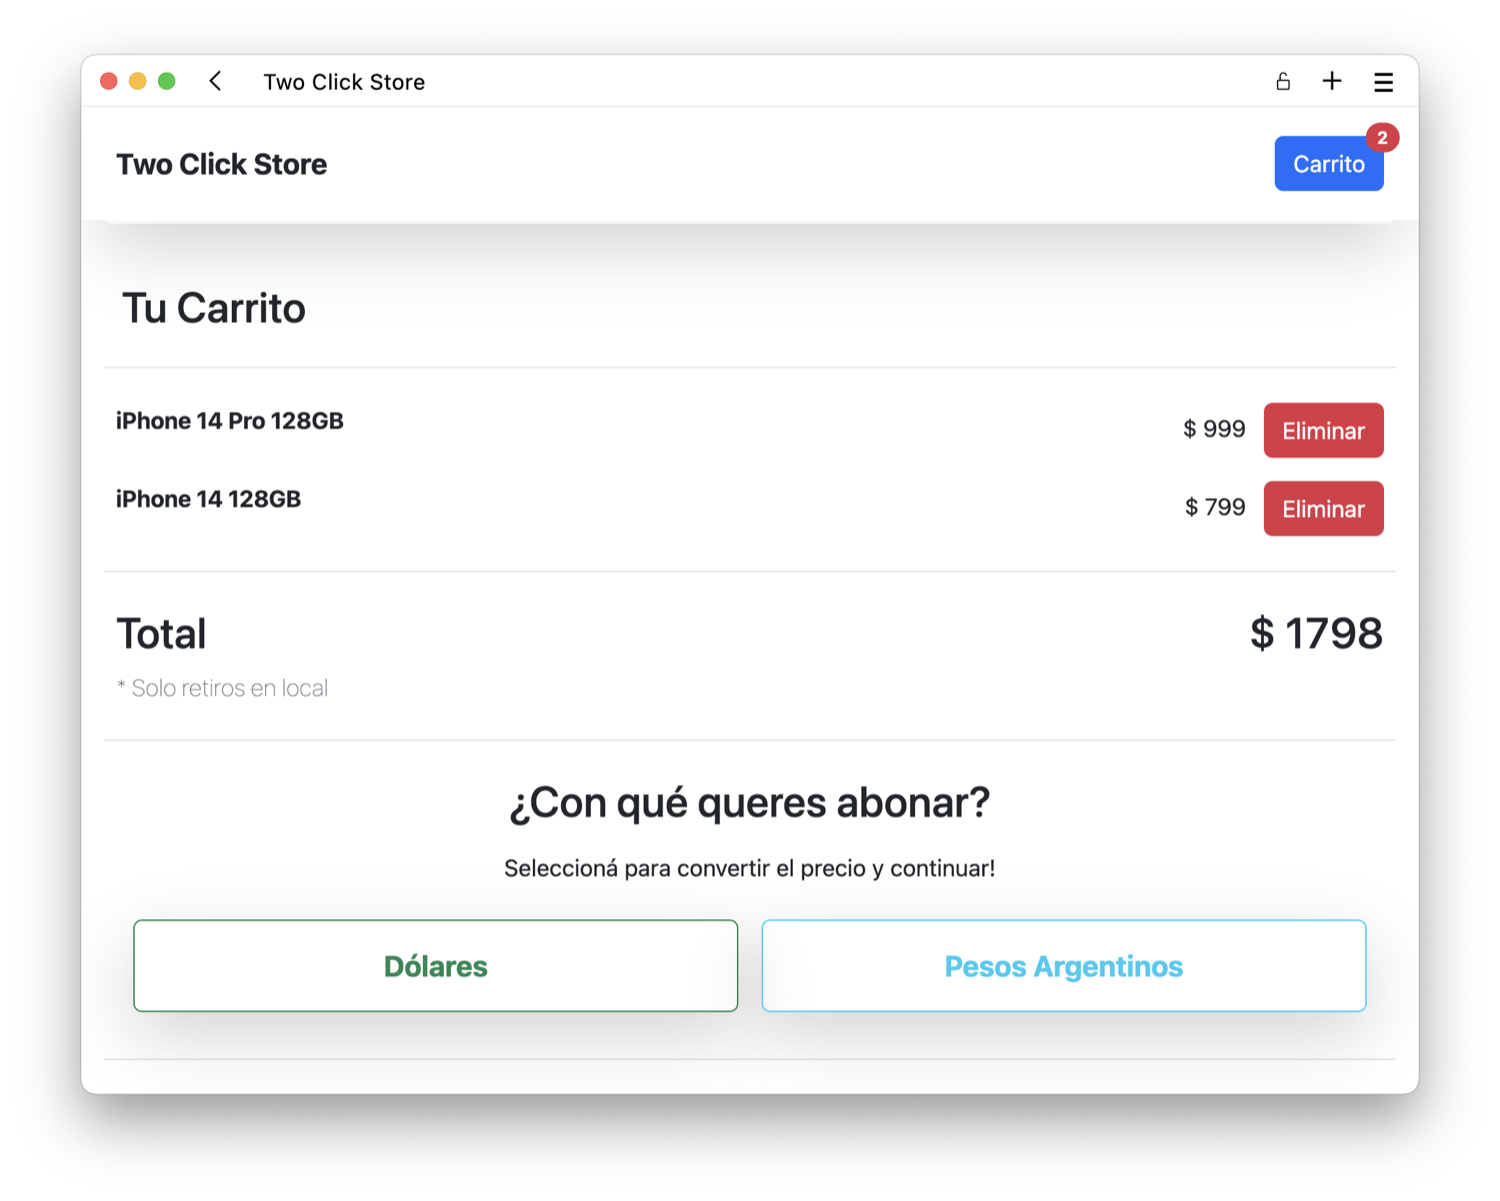 Two Click Store
Two Click Store
Carrito
2
Tu Carrito
iPhone 14 Pro 128GB
$ 999
Eliminar
iPhone 14 128GB
$ 799
Eliminar
Total
$ 1798
* Solo retiros en local
¿Con qué queres abonar?
Seleccioná para convertir el precio y continuar!
Dólares
Pesos Argentinos